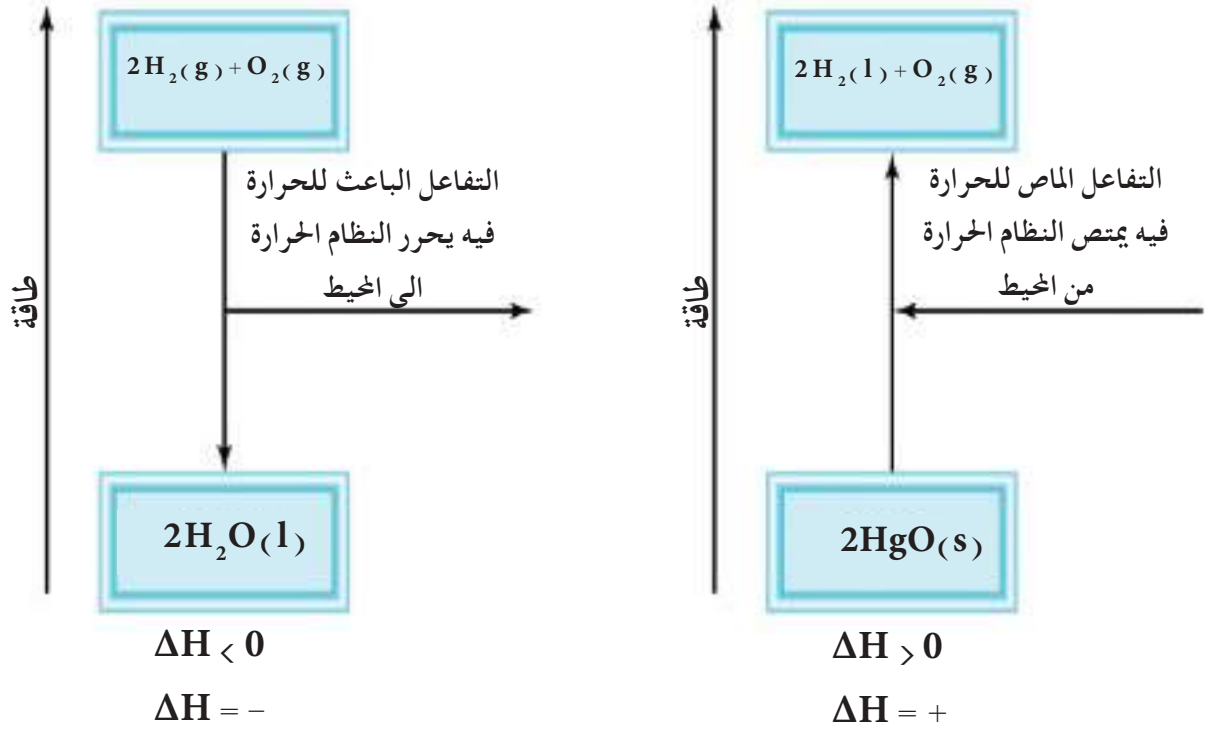 2H₂(g) + O₂(g)
التفاعل الباعث للحرارة
فيه يحرر النظام الحرارة
الى المحيط
طاقة
2H₂O(l)
ΔH < 0
ΔH = −
2H₂(l) + O₂(g)
التفاعل الماص للحرارة
فيه يمتص النظام الحرارة
من المحيط
طاقة
2HgO(s)
ΔH > 0
ΔH = +